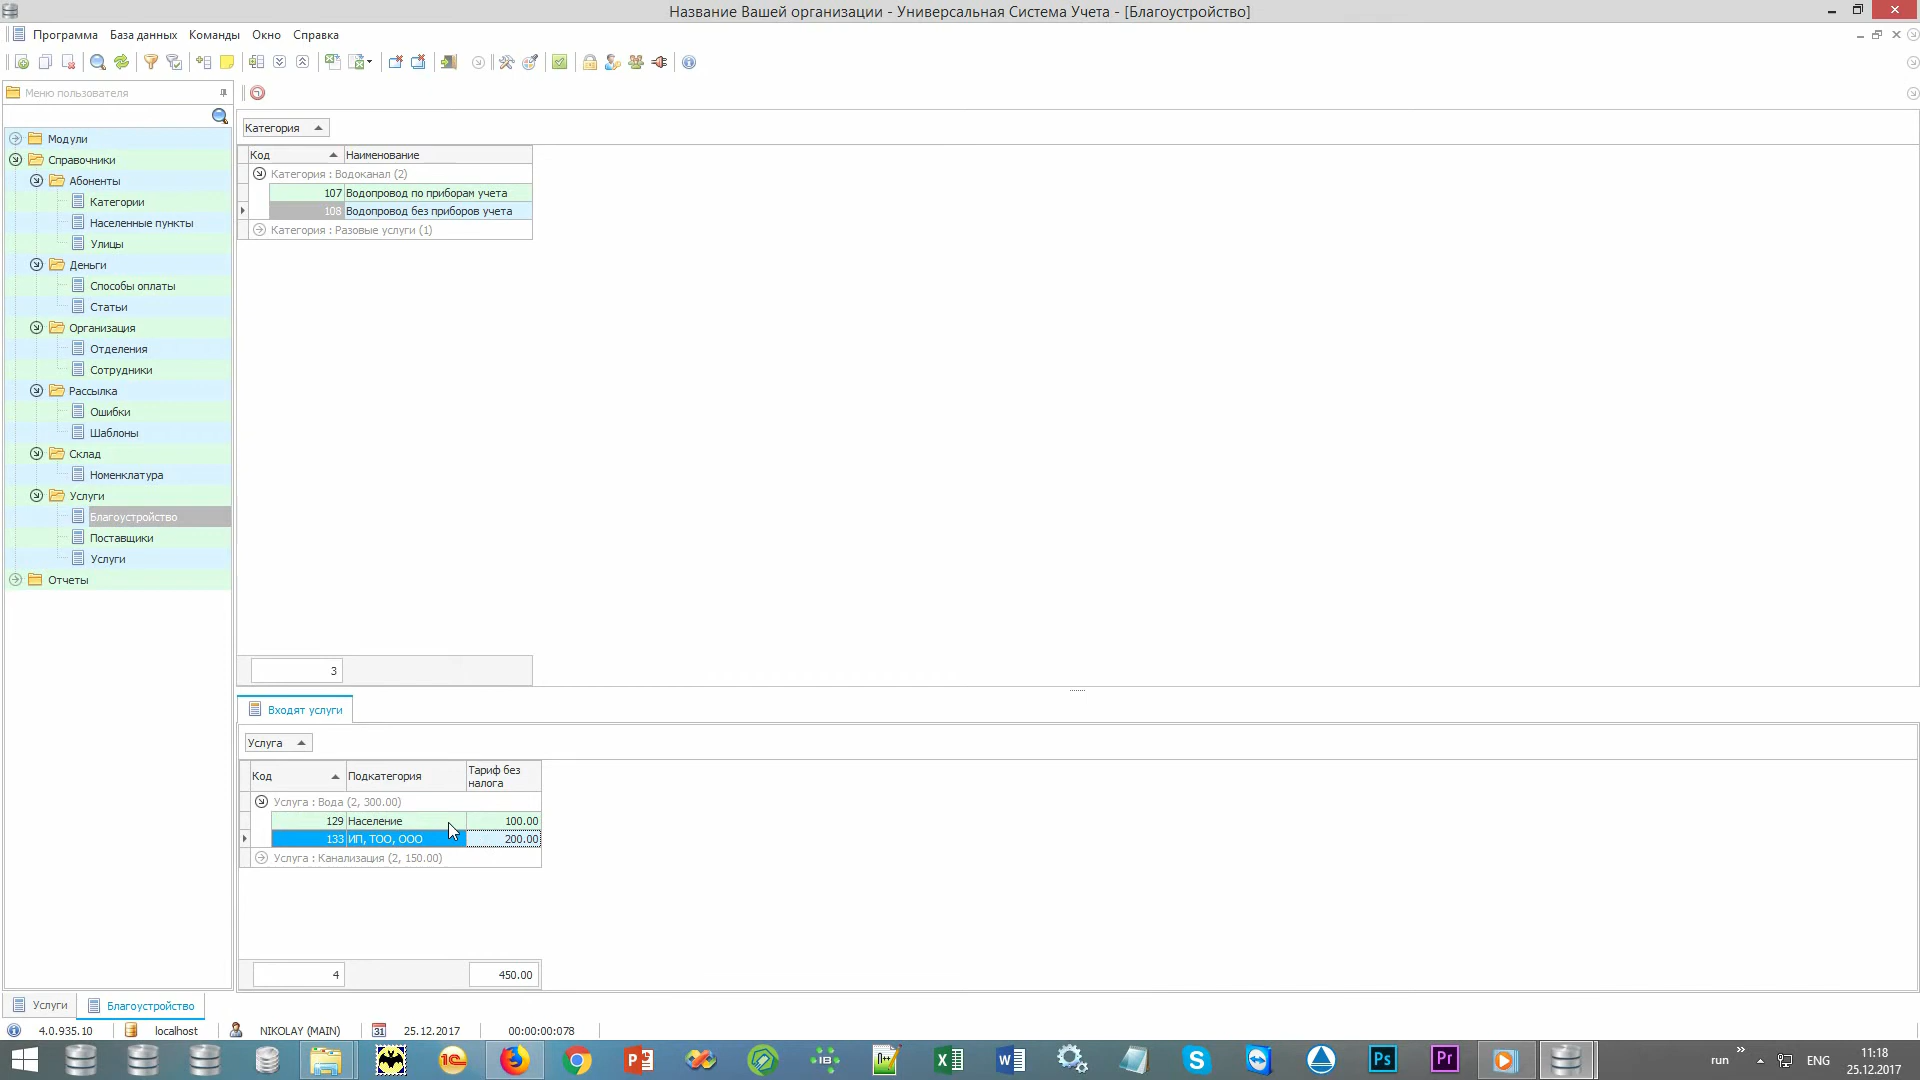 Название Вашей организации - Универсальная Система Учета - [Благоустройство]
Программа База данных Команды Окно Справка
Меню пользователя
Модули
Справочники
Абоненты
Категории
Населенные пункты
Улицы
Деньги
Способы оплаты
Статьи
Организация
Отделения
Сотрудники
Рассылка
Ошибки
Шаблоны
Склад
Номенклатура
Услуги
Благоустройство
Поставщики
Услуги
Отчеты
Категория
Код Наименование
Категория : Водоканал (2)
107 Водопровод по приборам учета
108 Водопровод без приборов учета
Категория : Разовые услуги (1)
3
Входят услуги
Услуга
Код Подкатегория Тариф без
налога
Услуга : Вода (2, 300.00)
129 Население 100.00
133 ИП, ТОО, ООО 200.00
Услуга : Канализация (2, 150.00)
4 450.00
Услуги Благоустройство
4.0.935.10 localhost NIKOLAY (MAIN) 31 25.12.2017 00:00:00:078
run ENG 11:18
25.12.2017